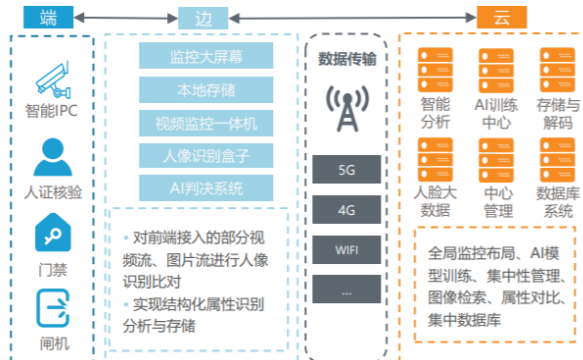 端
边
云
智能IPC
人证核验
门禁
闸机
监控大屏幕
本地存储
视频监控一体机
人像识别盒子
AI判决系统
• 对前端接入的部分视
频流、图片流进行人像
识别比对
• 实现结构化属性识别
分析与存储
数据传输
5G
4G
WIFI
...
智能
分析
AI训练
中心
存储与
解码
人脸大
数据
中心
管理
数据库
系统
全局监控布局、AI模
型训练、集中性管理、
图像检索、属性对比、
集中数据库